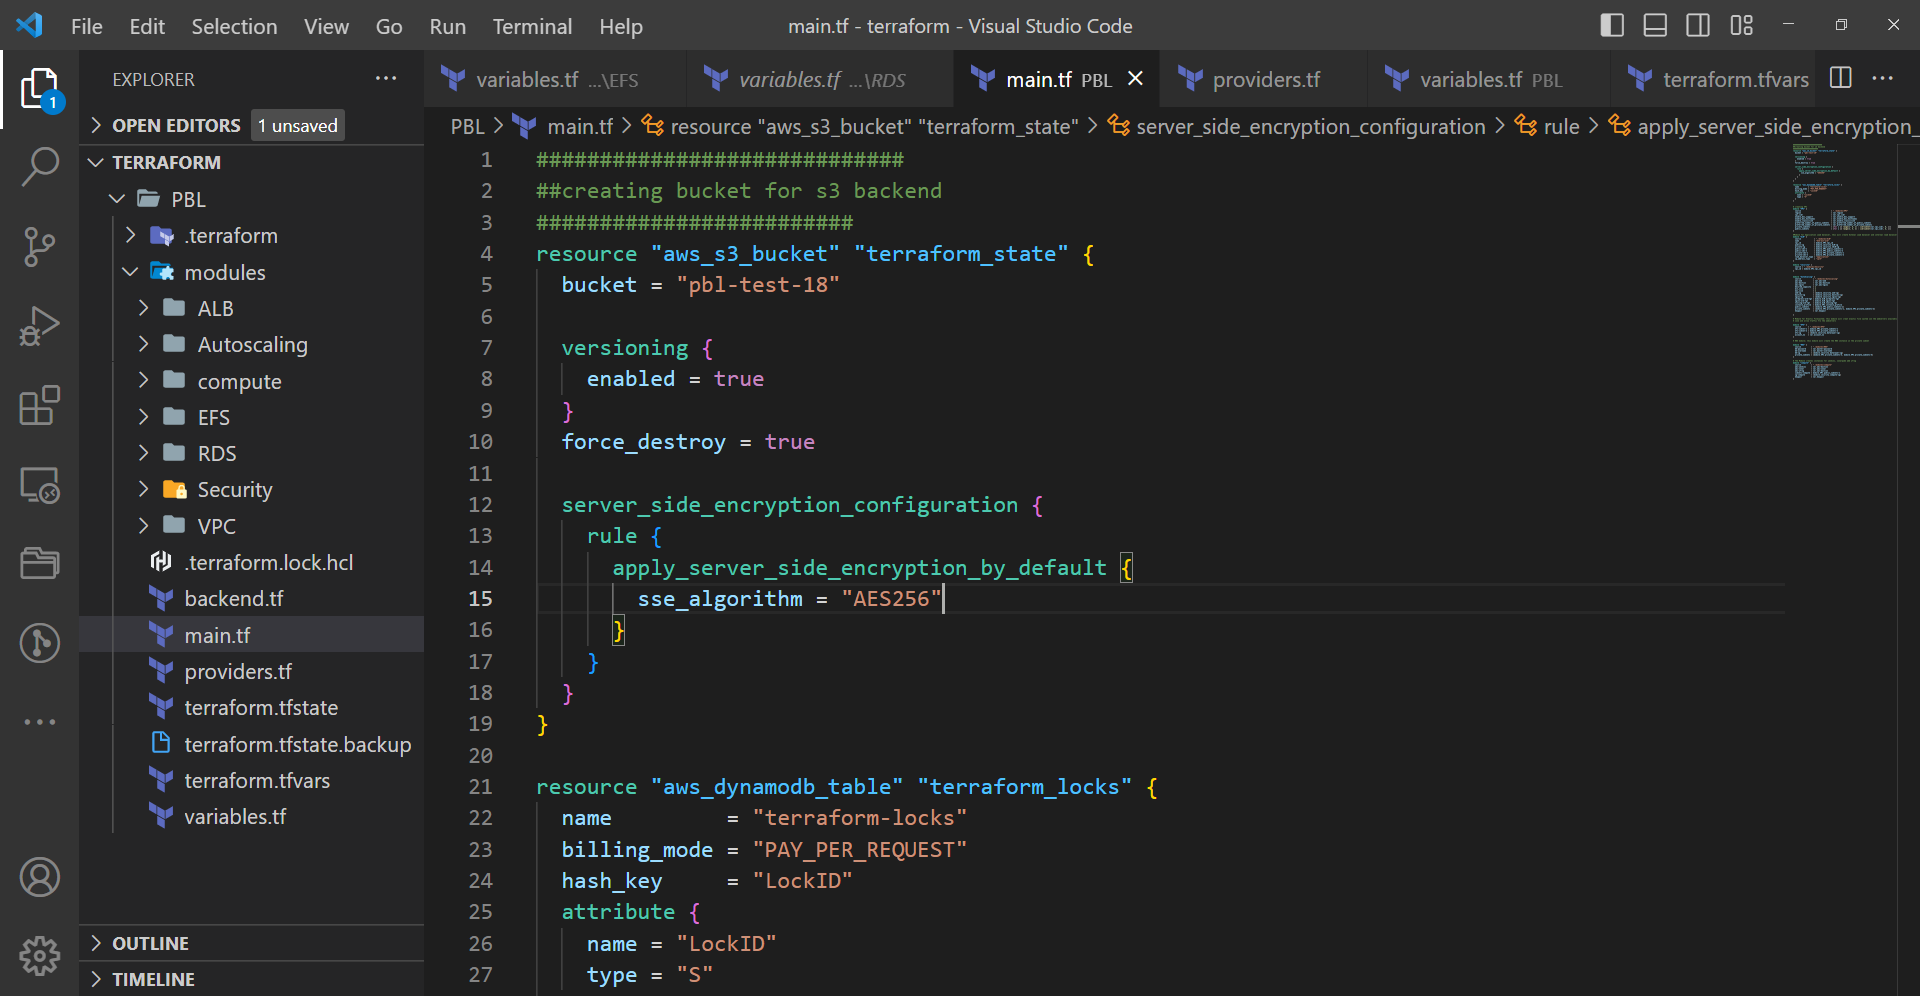 File Edit Selection View Go Run Terminal Help main.tf - terraform - Visual Studio Code
EXPLORER
1
OPEN EDITORS 1 unsaved
TERRAFORM
PBL
.terraform
modules
ALB
Autoscaling
compute
EFS
RDS
Security
VPC
.terraform.lock.hcl
backend.tf
main.tf
providers.tf
terraform.tfstate
terraform.tfstate.backup
terraform.tfvars
variables.tf
OUTLINE
TIMELINE
variables.tf ...\EFS variables.tf ...\RDS main.tf PBL providers.tf variables.tf PBL terraform.tfvars
PBL > main.tf > resource "aws_s3_bucket" "terraform_state" > server_side_encryption_configuration > rule > apply_server_side_encryption_
1 #############################
2 ##creating bucket for s3 backend
3 #########################
4 resource "aws_s3_bucket" "terraform_state" {
5 bucket = "pbl-test-18"
6
7 versioning {
8 enabled = true
9 }
10 force_destroy = true
11
12 server_side_encryption_configuration {
13 rule {
14 apply_server_side_encryption_by_default {
15 sse_algorithm = "AES256"
16 }
17 }
18 }
19 }
20
21 resource "aws_dynamodb_table" "terraform_locks" {
22 name = "terraform-locks"
23 billing_mode = "PAY_PER_REQUEST"
24 hash_key = "LockID"
25 attribute {
26 name = "LockID"
27 type = "S"